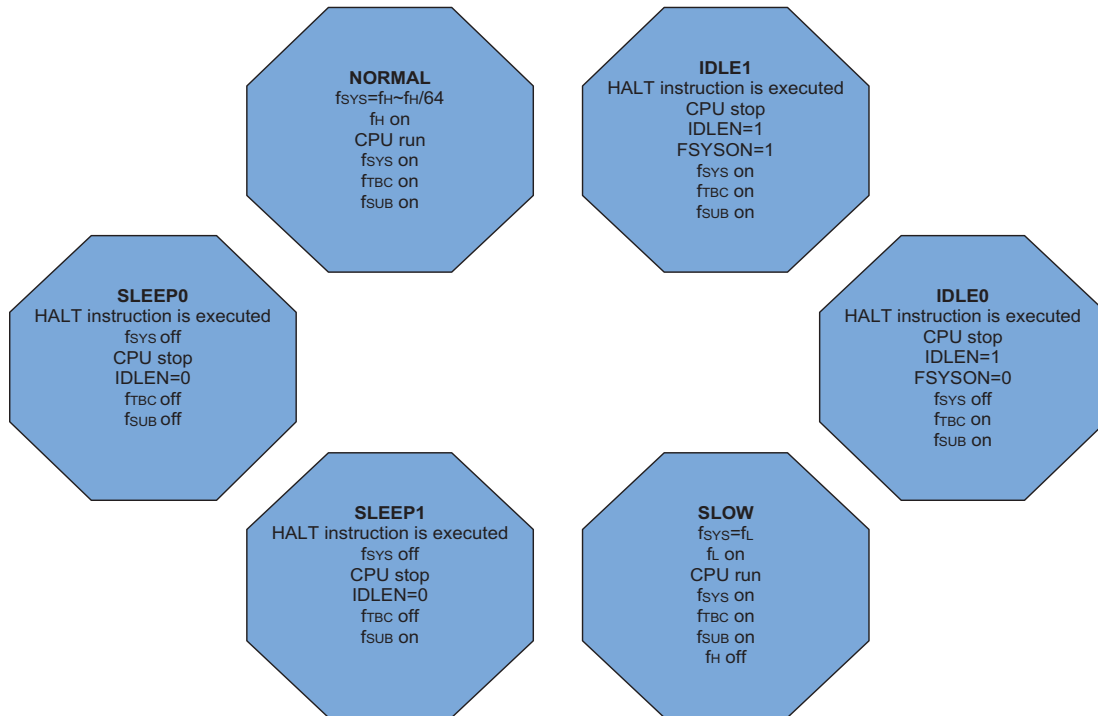 NORMAL
fSYS=fH~fH/64
fH on
CPU run
fSYS on
fTBC on
fSUB on
IDLE1
HALT instruction is executed
CPU stop
IDLEN=1
FSYSON=1
fSYS on
fTBC on
fSUB on
SLEEP0
HALT instruction is executed
fSYS off
CPU stop
IDLEN=0
fTBC off
fSUB off
IDLE0
HALT instruction is executed
CPU stop
IDLEN=1
FSYSON=0
fSYS off
fTBC on
fSUB on
SLEEP1
HALT instruction is executed
fSYS off
CPU stop
IDLEN=0
fTBC off
fSUB on
SLOW
fSYS=fL
fL on
CPU run
fSYS on
fTBC on
fSUB on
fH off